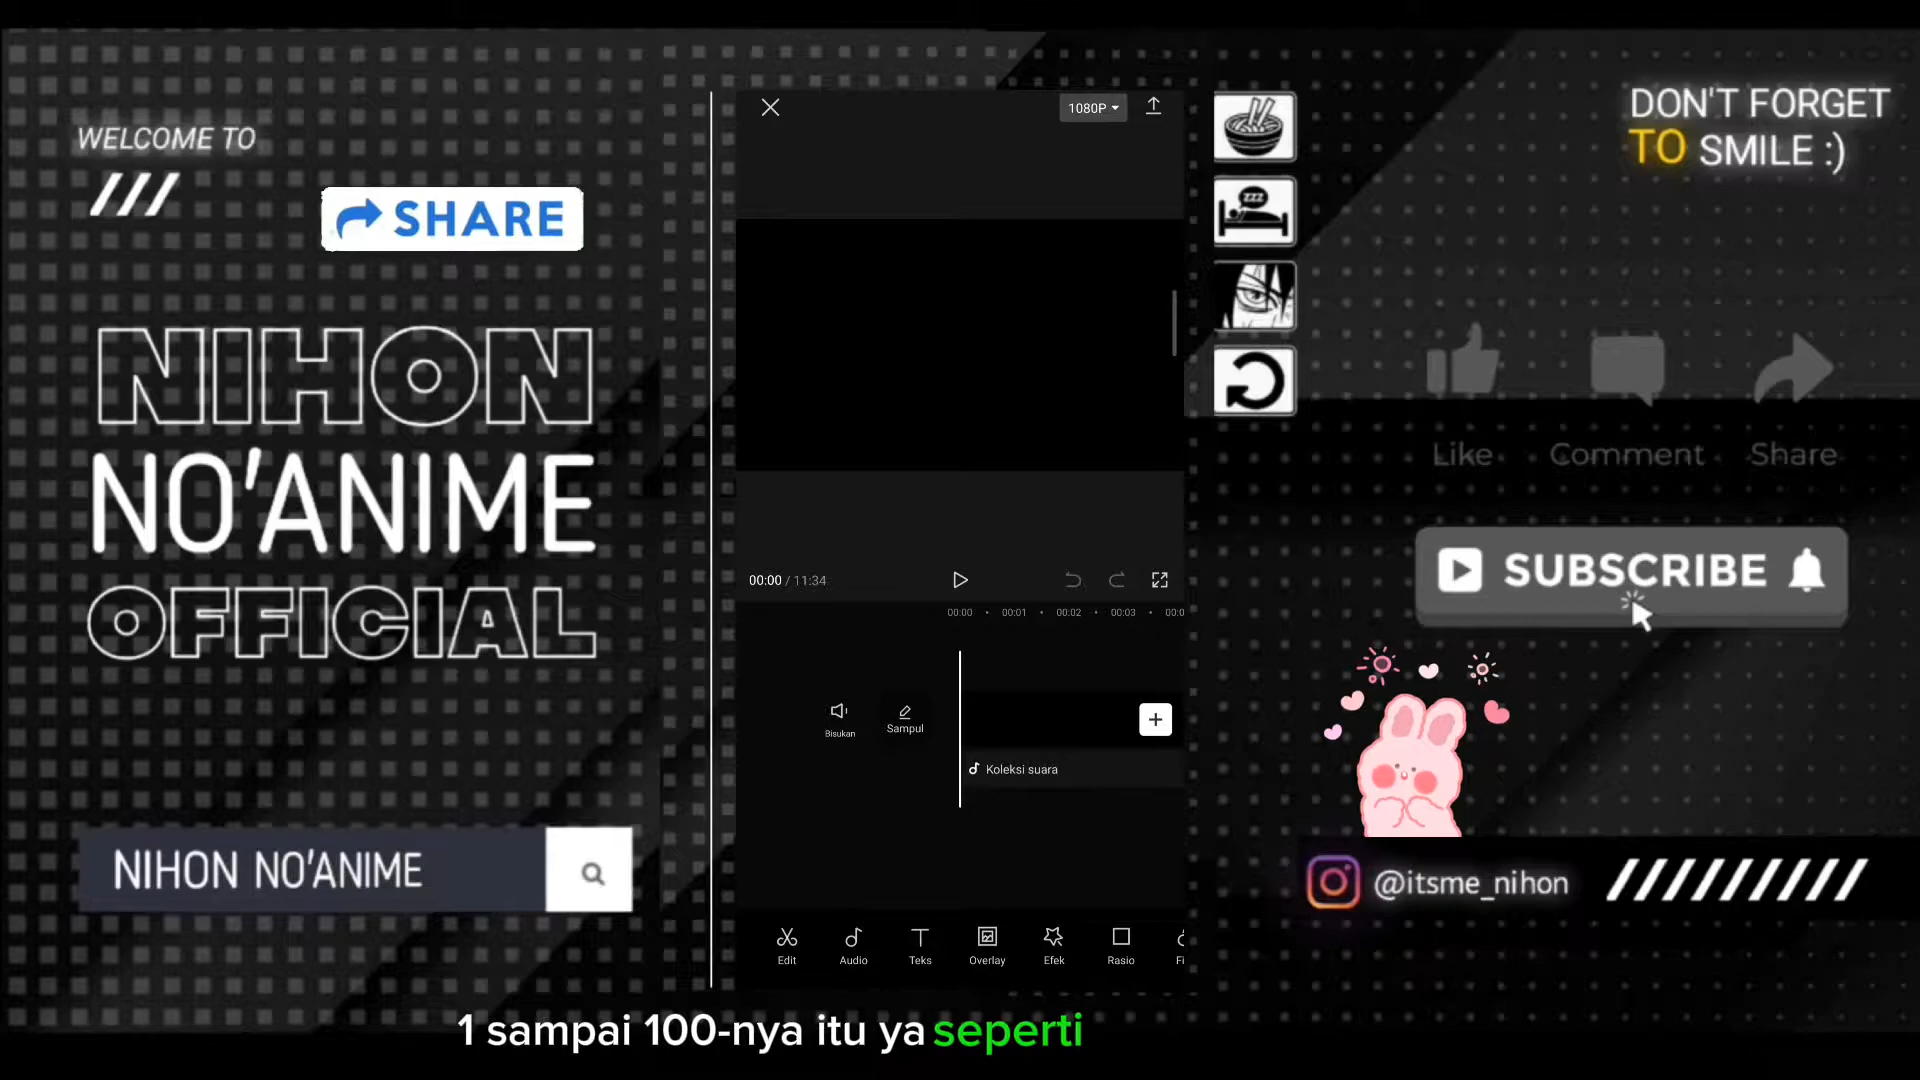 WELCOME TO
SHARE
NIHON
NO'ANIME
OFFICIAL
NIHON NO'ANIME
1080P
00:00 / 11:34
00:00 00:01 00:02 00:03
Bisukan
Sampul
Koleksi suara
Edit Audio Teks Overlay Efek Rasio
zzz
DON'T FORGET
TO SMILE :)
Like Comment Share
SUBSCRIBE
@itsme_nihon
1 sampai 100-nya itu ya seperti